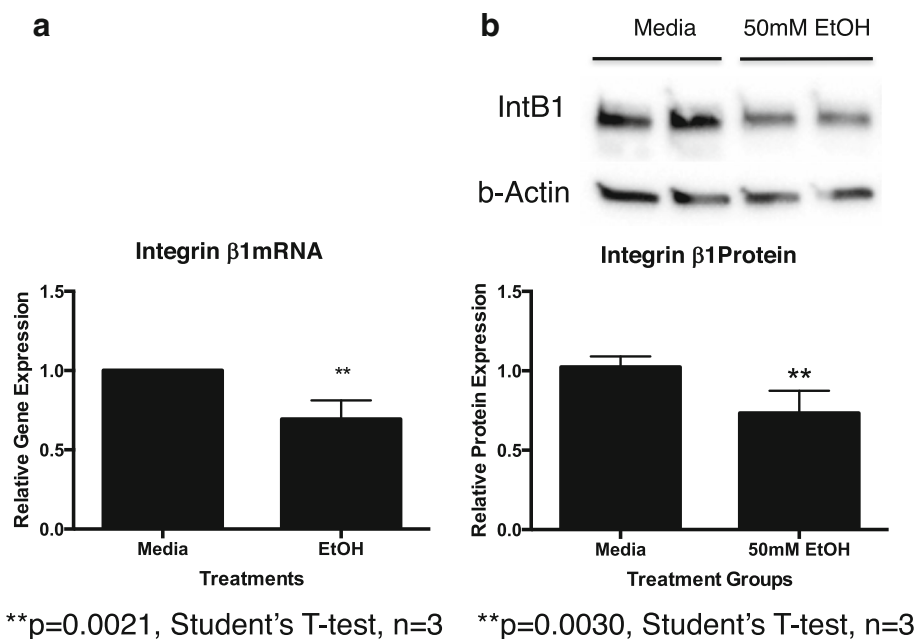 a
Integrin β1mRNA
Relative Gene Expression
1.5
1.0
0.5
0.0
**
Media
EtOH
Treatments
**p=0.0021, Student's T-test, n=3
b
Media
50mM EtOH
IntB1
b-Actin
Integrin β1Protein
Relative Protein Expression
1.5
1.0
0.5
0.0
**
Media
50mM EtOH
Treatment Groups
**p=0.0030, Student's T-test, n=3